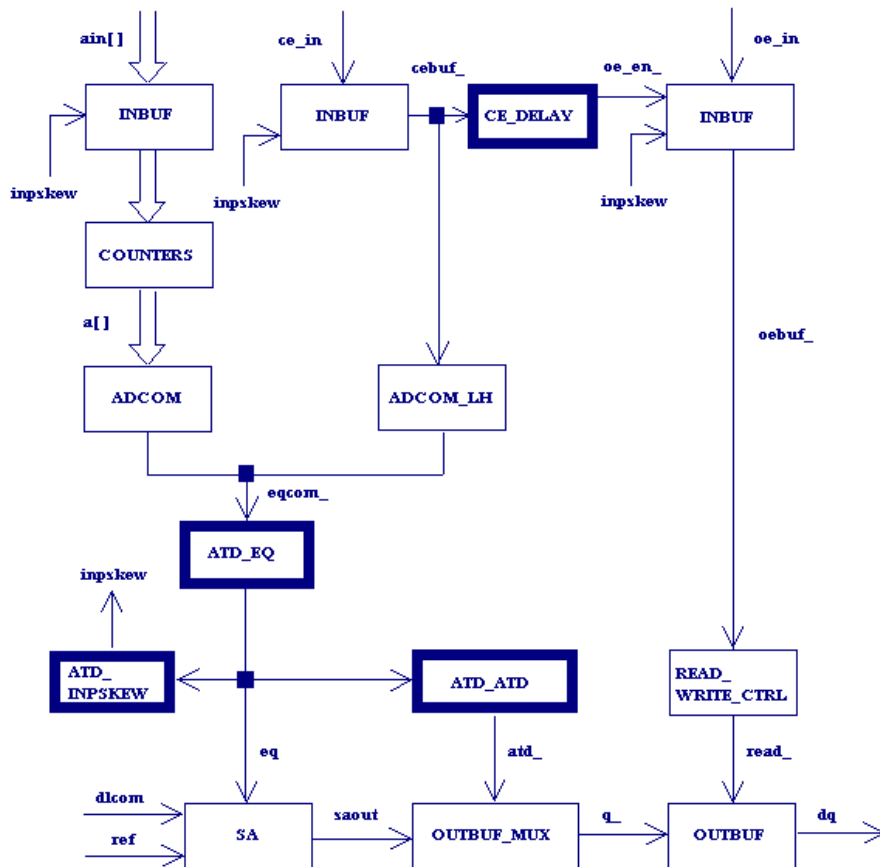 ain[]
ce_in
oe_in
cebuf_
oe_en_
INBUF
INBUF
CE_DELAY
INBUF
inpskew
inpskew
inpskew
COUNTERS
a[]
oebuf_
ADCOM
ADCOM_LH
eqcom_
ATD_EQ
inpskew
ATD_
INPSKEW
ATD_ATD
READ_
WRITE_CTRL
eq
atd_
read_
dlcom
ref
SA
saout
OUTBUF_MUX
q_
OUTBUF
dq